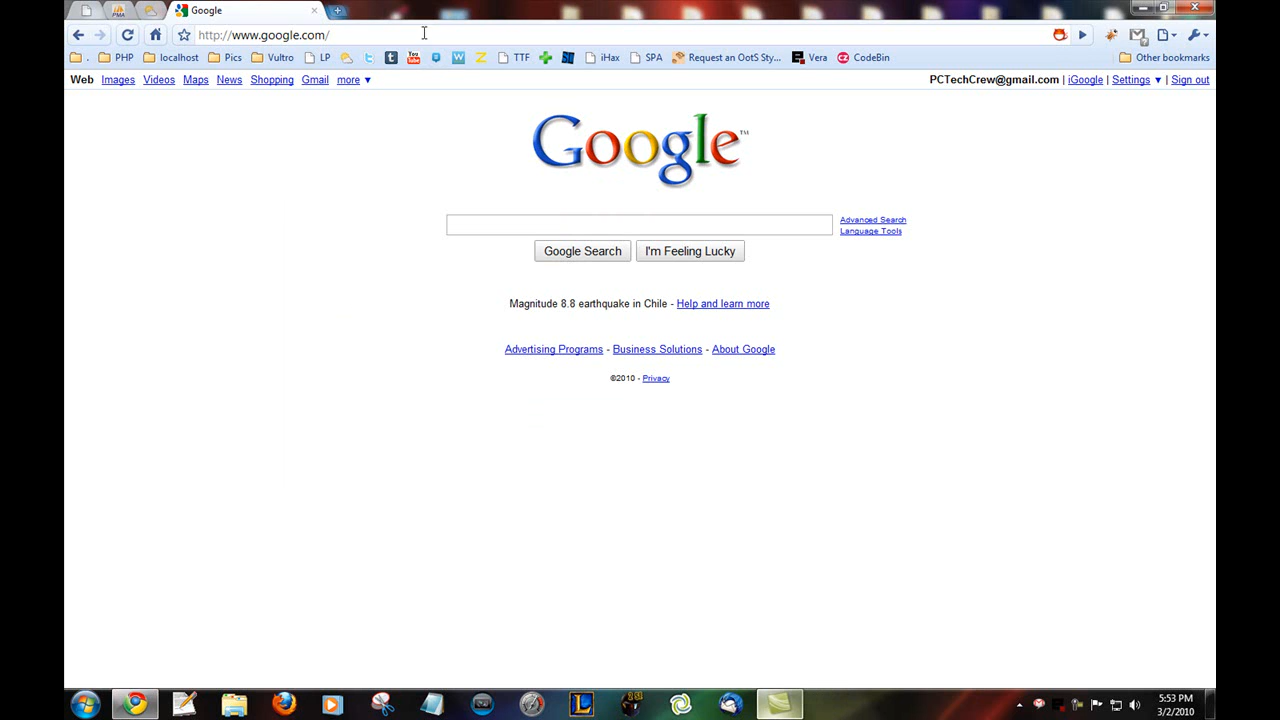 Google
http://www.google.com/
. PHP localhost Pics Vultro LP TTF iHax SPA Request an OotS Sty... Vera CodeBin Other bookmarks
Web Images Videos Maps News Shopping Gmail more ▼ PCTechCrew@gmail.com | iGoogle | Settings ▼ | Sign out
Google™
Advanced Search
Language Tools
Google Search I'm Feeling Lucky
Magnitude 8.8 earthquake in Chile - Help and learn more
Advertising Programs - Business Solutions - About Google
©2010 - Privacy
5:53 PM
3/2/2010